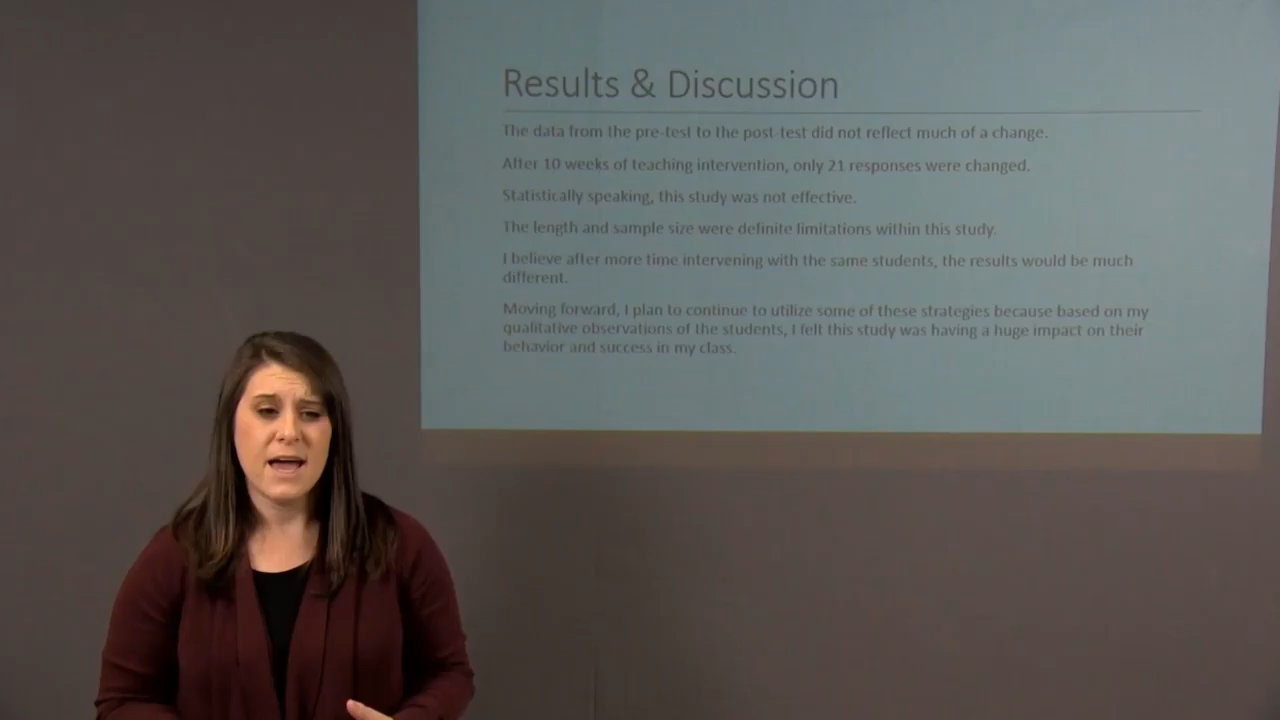 Results & Discussion
The data from the pre-test to the post-test did not reflect much of a change.
After 10 weeks of teaching intervention, only 21 responses were changed.
Statistically speaking, this study was not effective.
The length and sample size were definite limitations within this study.
I believe after more time intervening with the same students, the results would be much
different.
Moving forward, I plan to continue to utilize some of these strategies because based on my
qualitative observations of the students, I felt this study was having a huge impact on their
behavior and success in my class.